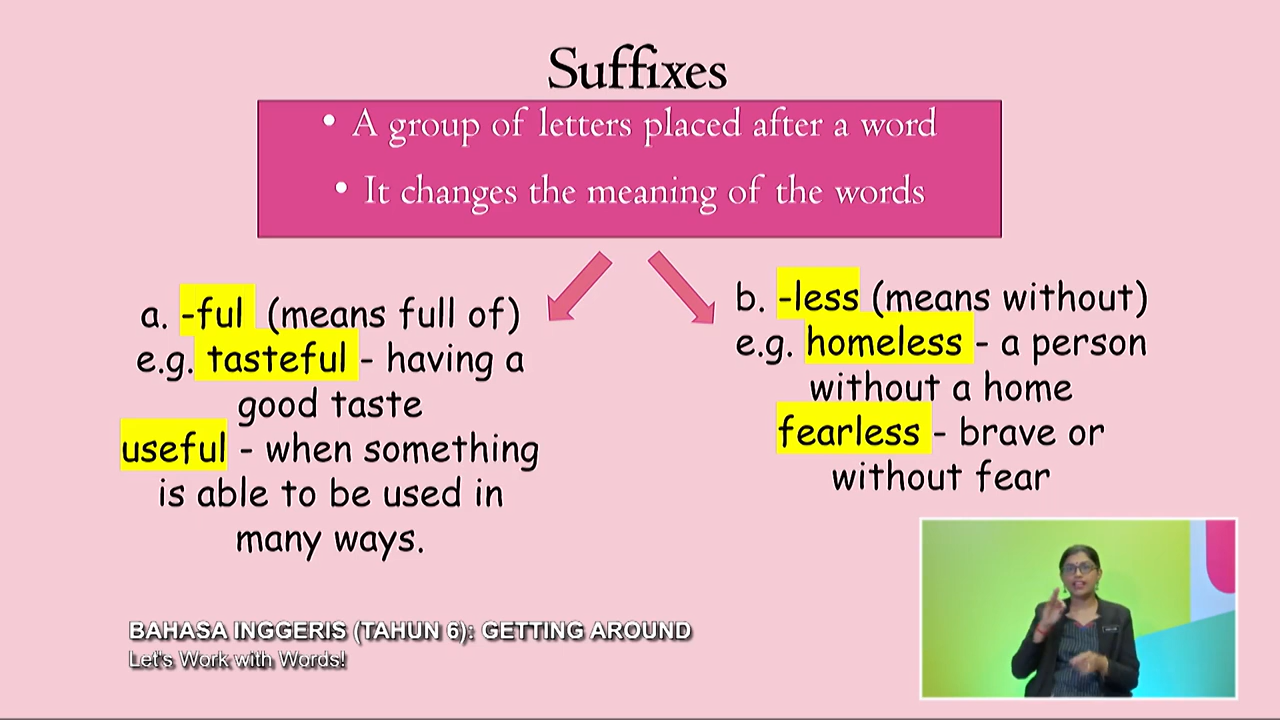 Suffixes
• A group of letters placed after a word
• It changes the meaning of the words
a. -ful (means full of)
e.g. tasteful - having a
good taste
useful - when something
is able to be used in
many ways.
b. -less (means without)
e.g. homeless - a person
without a home
fearless - brave or
without fear
BAHASA INGGERIS (TAHUN 6): GETTING AROUND
Let's Work with Words!